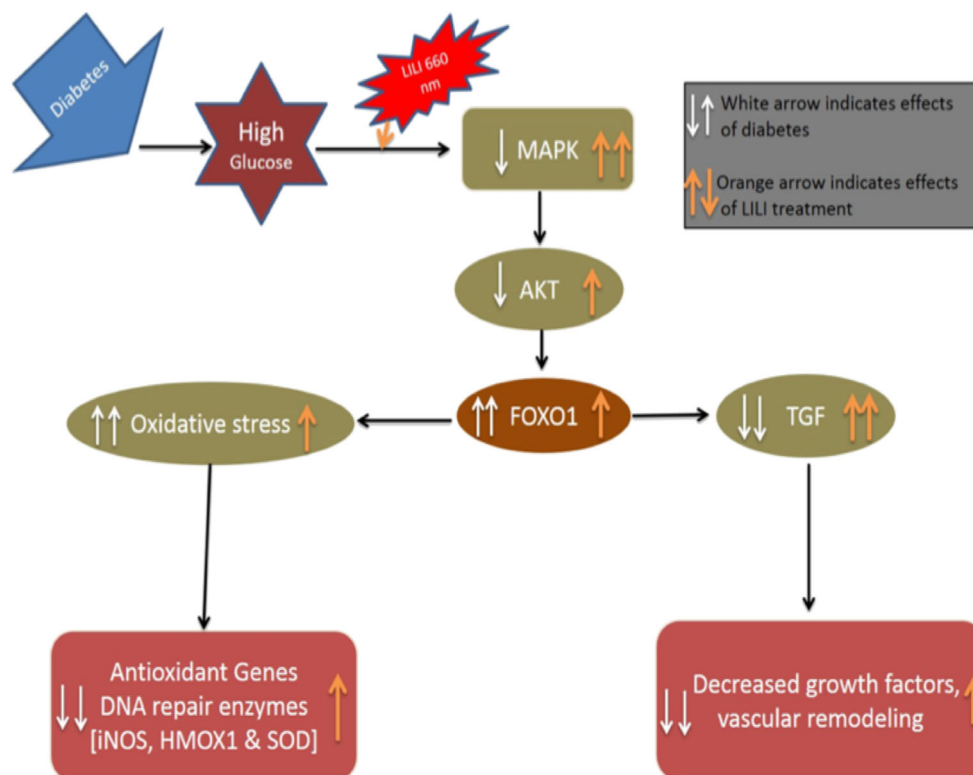 Diabetes
High
Glucose
LILI 660
nm
MAPK
White arrow indicates effects
of diabetes
Orange arrow indicates effects
of LILI treatment
AKT
Oxidative stress
FOXO1
TGF
Antioxidant Genes
DNA repair enzymes
[iNOS, HMOX1 & SOD]
Decreased growth factors,
vascular remodeling